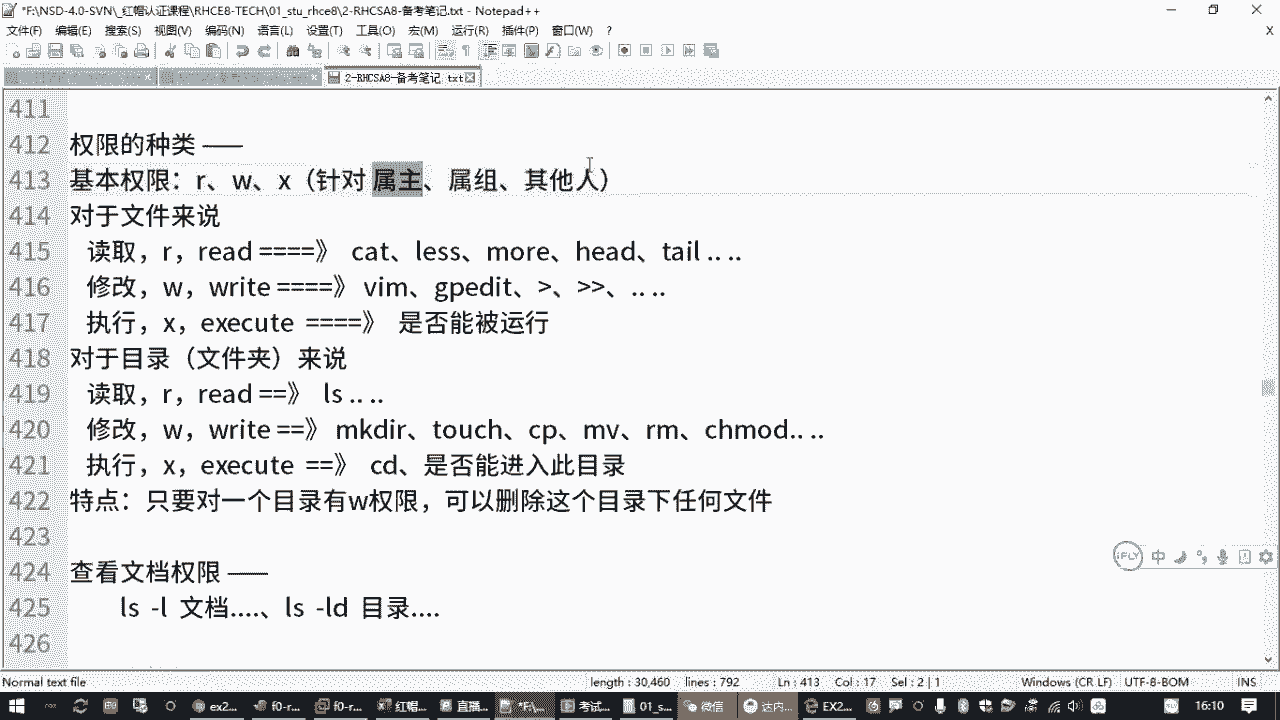 *F:\NSD-4.0-SVN\_红帽认证课程\RHCE8-TECH\01_stu_rhce8\2-RHCSA8-备考笔记.txt - Notepad++
文件(F) 编辑(E) 搜索(S) 视图(V) 编码(N) 语言(L) 设置(T) 工具(O) 宏(M) 运行(R) 插件(P) 窗口(W) ? X
2-RHCSA8-备考笔记.txt
411
412 权限的种类 ——
413 基本权限：r、w、x（针对 属主、属组、其他人）
414 对于文件来说
415 读取，r，read ====》 cat、less、more、head、tail .. ..
416 修改，w，write ====》 vim、gpedit、>、>>、.. ..
417 执行，x，execute ====》 是否能被运行
418 对于目录（文件夹）来说
419 读取，r，read ==》 ls .. ..
420 修改，w，write ==》 mkdir、touch、cp、mv、rm、chmod.. ..
421 执行，x，execute ==》 cd、是否能进入此目录
422 特点：只要对一个目录有w权限，可以删除这个目录下任何文件
423
424 查看文档权限 ——
425 ls -l 文档....、ls -ld 目录....
426
iFLY 中
Normal text file length : 30,460 lines : 792 Ln : 413 Col : 17 Sel : 2 | 1 Windows (CR LF) UTF-8-BOM INS
ex2... f0-r... f0-r... 红帽... 直播... *F\... 考试... 01_s... 微信 达内... EX2... 16:10